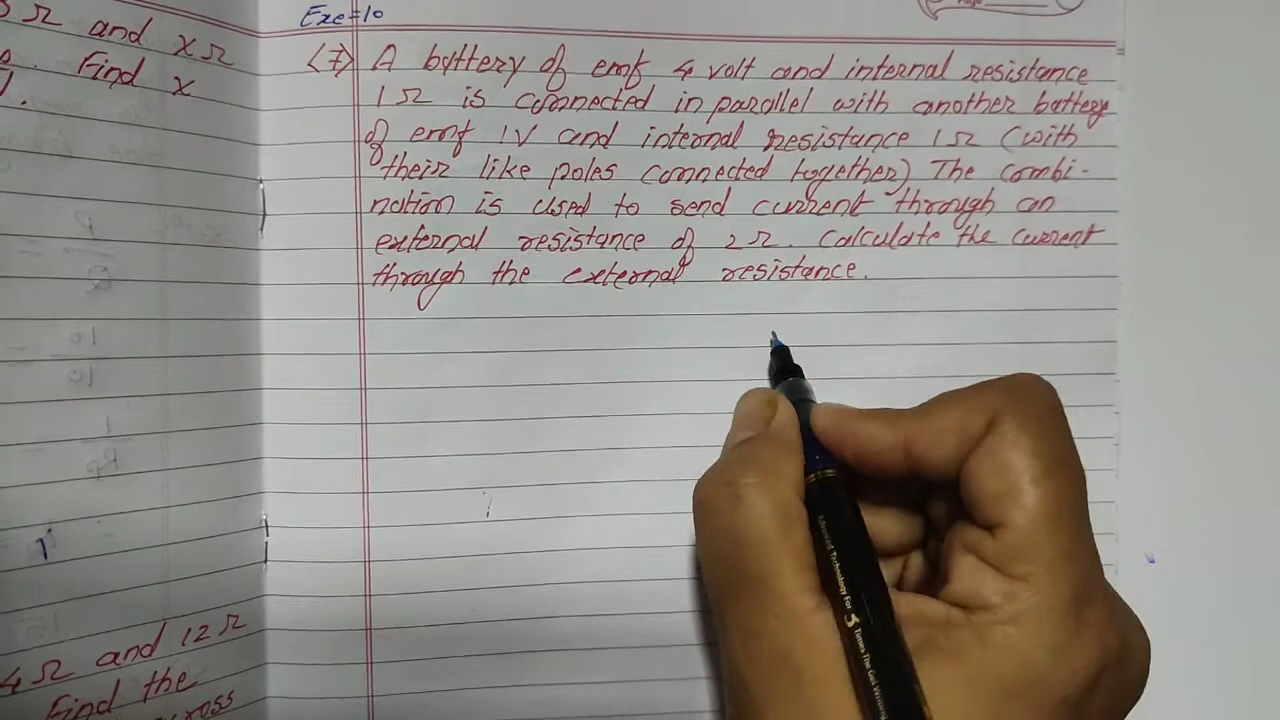 Ω and xΩ
Find x
Exe=10
(7) A battery of emf 4 volt and internal resistance
1Ω is connected in parallel with another battery
of emf 1V and internal resistance 1Ω (with
their like poles connected together) The combi-
nation is used to send current through an
external resistance of 2Ω. Calculate the current
through the external resistance.
4Ω and 12Ω
Find the